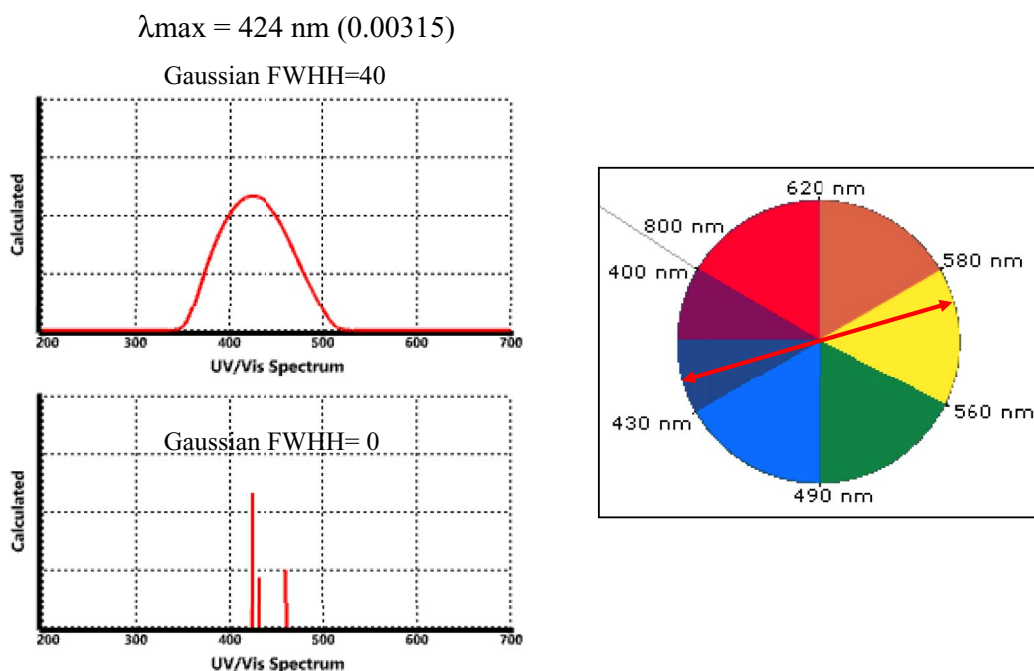 λmax = 424 nm (0.00315)
Gaussian FWHH=40
Calculated
200 300 400 500 600 700
UV/Vis Spectrum
Gaussian FWHH= 0
Calculated
200 300 400 500 600 700
UV/Vis Spectrum
620 nm
800 nm
580 nm
400 nm
430 nm
560 nm
490 nm